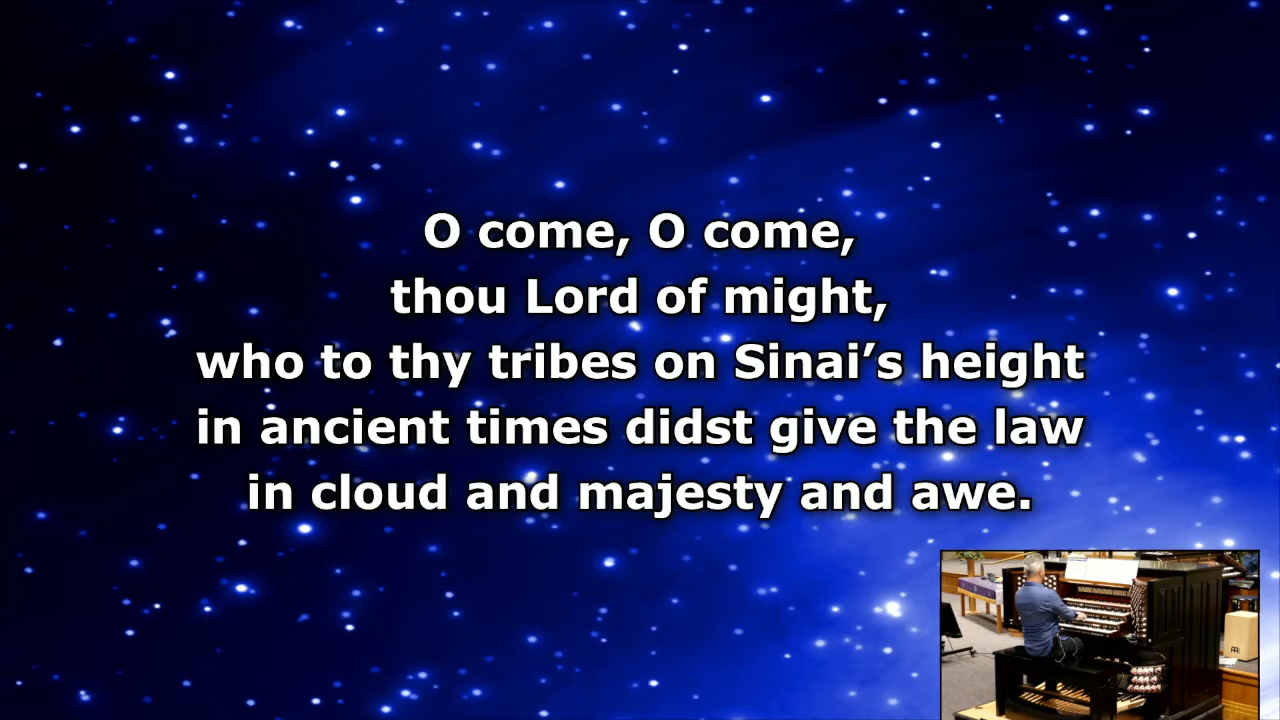 O come, O come,
thou Lord of might,
who to thy tribes on Sinai’s height
in ancient times didst give the law
in cloud and majesty and awe.